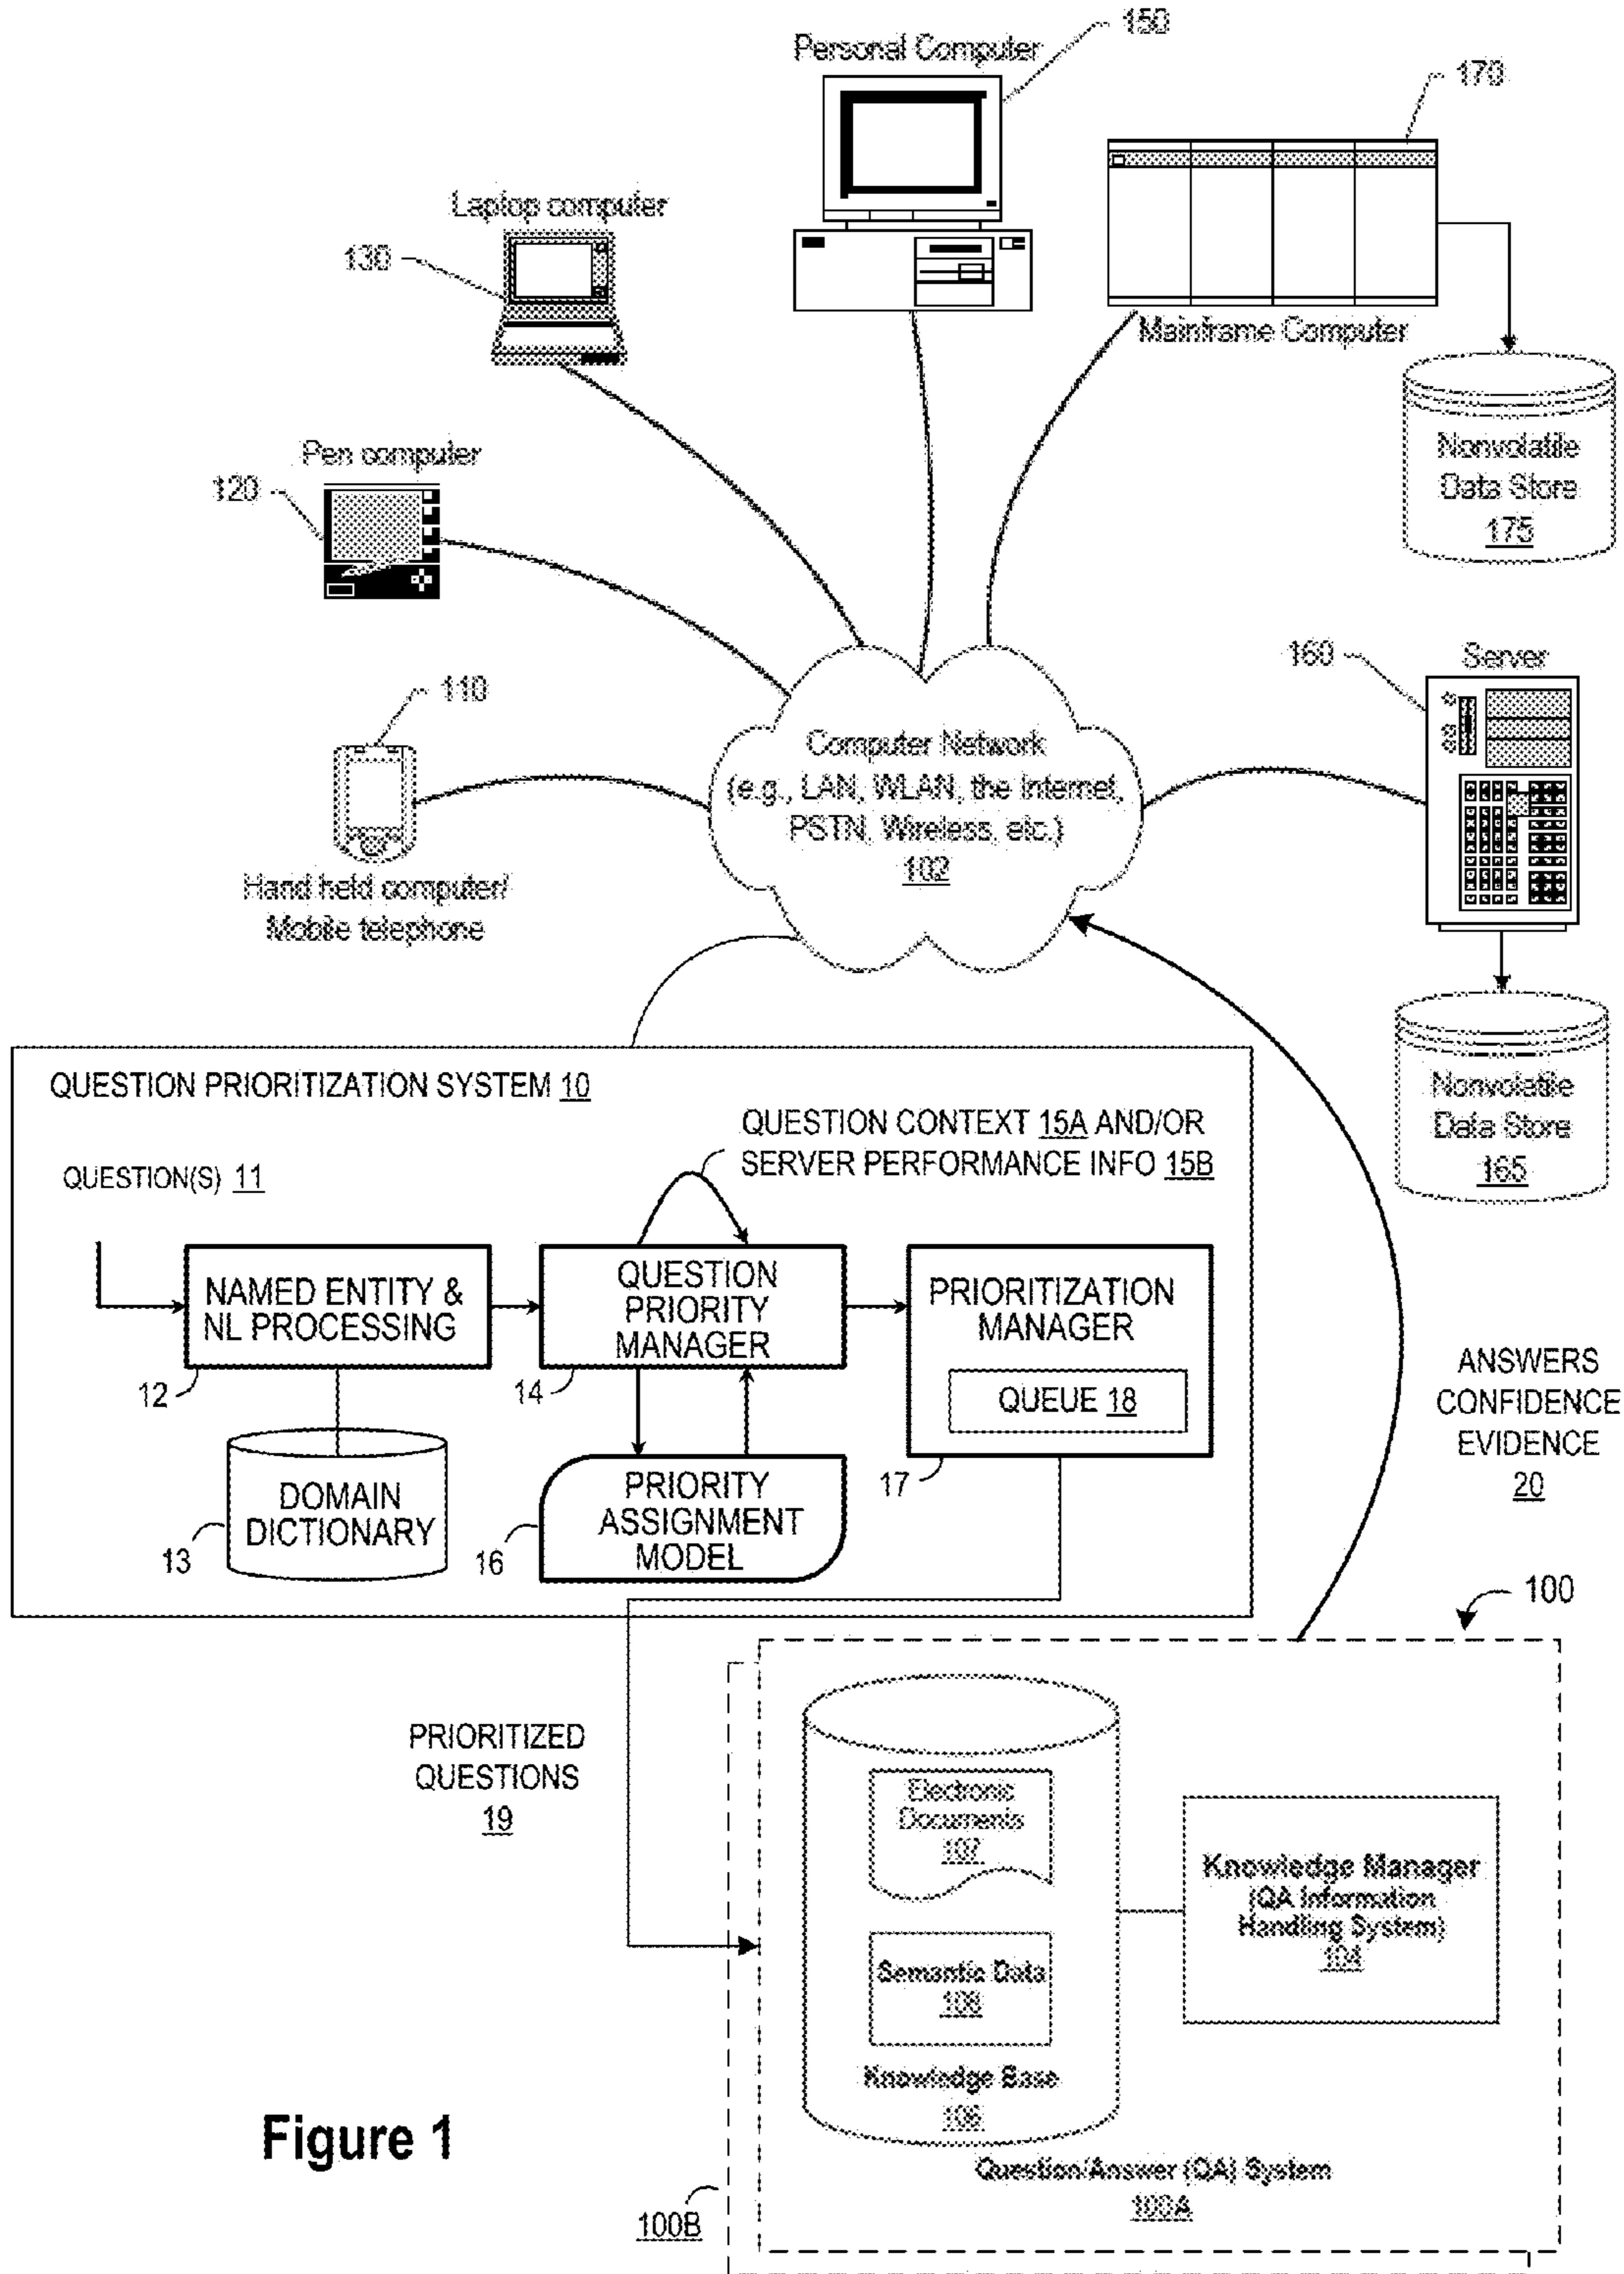 150
Personal Computer
170
Laptop computer
130
Mainframe Computer
Nonvolatile
Data Store
175
Pen computer
120
160
Server
110
Computer Network
(e.g., LAN, WLAN, the Internet,
PSTN, Wireless, etc.)
102
Hand held computer/
Mobile telephone
Nonvolatile
Data Store
165
QUESTION PRIORITIZATION SYSTEM 10
QUESTION CONTEXT 15A AND/OR
SERVER PERFORMANCE INFO 15B
QUESTION(S) 11
NAMED ENTITY &
NL PROCESSING
12
QUESTION
PRIORITY
MANAGER
14
PRIORITIZATION
MANAGER
QUEUE 18
17
DOMAIN
DICTIONARY
13
PRIORITY
ASSIGNMENT
MODEL
16
ANSWERS
CONFIDENCE
EVIDENCE
20
100
PRIORITIZED
QUESTIONS
19
Electronic
Documents
107
Semantic Data
108
Knowledge Base
106
Knowledge Manager
(QA Information
Handling System)
104
Question/Answer (QA) System
100A
100B
Figure 1